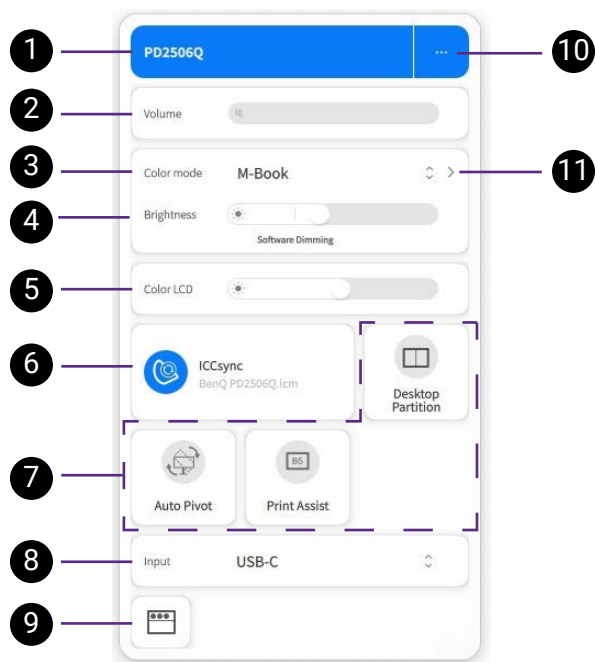 1
PD2506Q
...
10
2
Volume
3
Color mode
M-Book
11
4
Brightness
Software Dimming
5
Color LCD
6
ICCsync
BenQ PD2506Q.icm
Desktop
Partition
7
B5
Auto Pivot
Print Assist
8
Input
USB-C
9